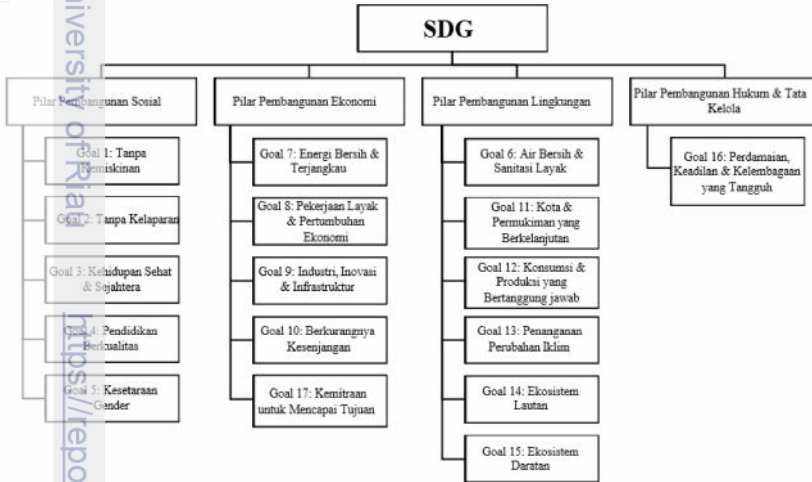 SDG
Pilar Pembangunan Sosial
Goal 1: Tanpa
Kemiskinan
Goal 2: Tanpa Kelaparan
Goal 3: Kehidupan Sehat
& Sejahtera
Goal 4: Pendidikan
Berkualitas
Goal 5: Kesetaraan
Gender
Pilar Pembangunan Ekonomi
Goal 7: Energi Bersih &
Terjangkau
Goal 8: Pekerjaan Layak
& Pertumbuhan
Ekonomi
Goal 9: Industri, Inovasi
& Infrastruktur
Goal 10: Berkurangnya
Kesenjangan
Goal 17: Kemitraan
untuk Mencapai Tujuan
Pilar Pembangunan Lingkungan
Goal 6: Air Bersih &
Sanitasi Layak
Goal 11: Kota &
Permukiman yang
Berkelanjutan
Goal 12: Konsumsi &
Produksi yang
Bertanggung jawab
Goal 13: Penanganan
Perubahan Iklim
Goal 14: Ekosistem
Lautan
Goal 15: Ekosistem
Daratan
Pilar Pembangunan Hukum & Tata
Kelola
Goal 16: Perdamaian,
Keadilan & Kelembagaan
yang Tangguh
niversity of Riau
https://repo